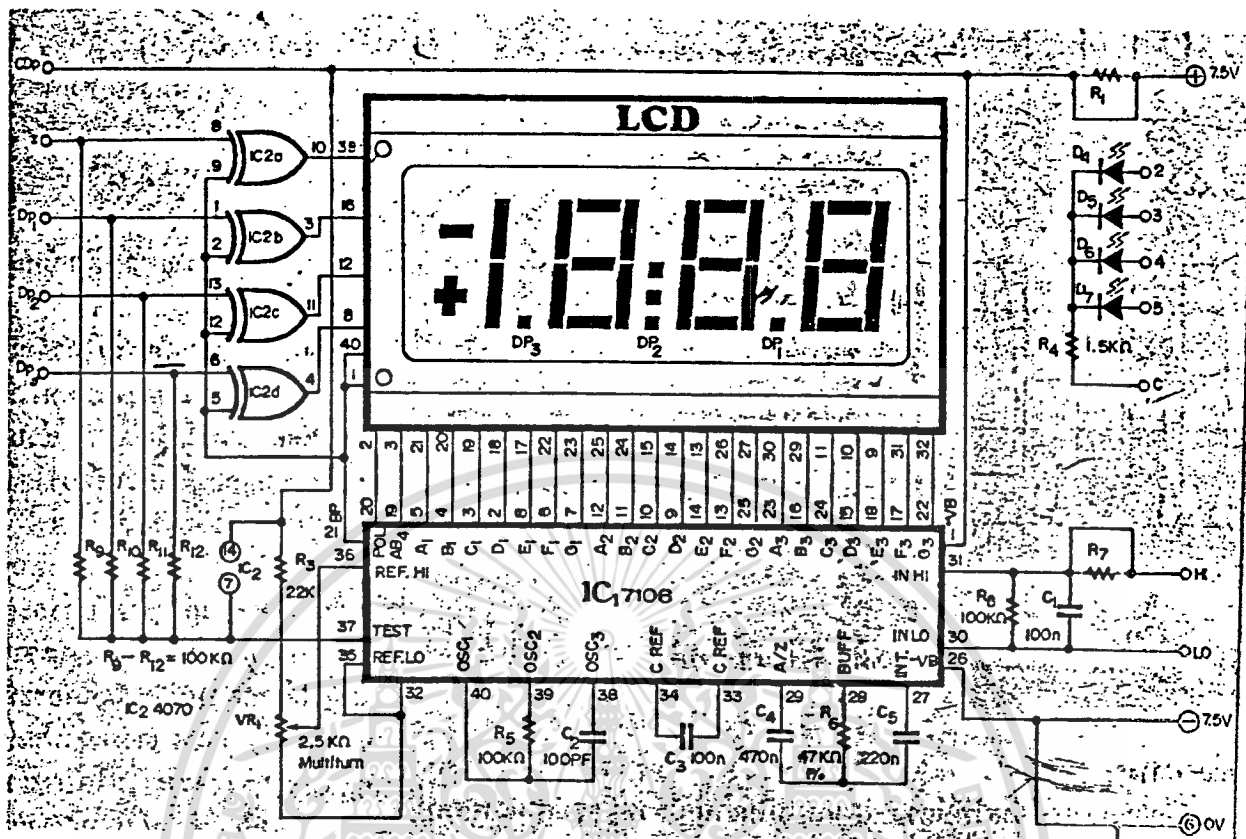 7.5V
R1
LCD
8
10
39
IC2a
9
D4
2
DP1
1
3
16
IC2b
2
D5
3
D6
4
D7
5
DP2
13
11
12
IC2c
12
R4
1.5KΩ
C
DP3
DP2
DP1
8
40
1
6
4
IC2d
5
2 3 21 20 19 18 17 22 23 25 24 15 14 13 26 27 30 29 11 10 9 31 32
20 19 5 4 3 2 8 6 7 12 11 10 9 14 13 25 23 16 24 15 18 17 22
21 BP
POL AB4 A1 B1 C1 D1 E1 F1 G1 A2 B2 C2 D2 E2 F2 G2 A3 B3 C3 D3 E3 F3 G3
31
36
REF. HI
IC1 7106
IN HI
R7
HI
R9 R10 R11 R12
14
IC2
7
R3
22K
37
TEST
OSC1
OSC2
OSC3
C REF
C REF
A/Z
BUFF
INT.
IN LO
30
R8
100KΩ
C1
100n
LO
R9 - R12 = 100KΩ
35
REF.LO
-VB
26
IC2 4070
32
40
39
38
34
33
29
28
27
7.5V
VR1
2.5KΩ
Multiturn
R5
100KΩ
C2
100PF
C3
100n
C4
470n
R6
47KΩ
1%
C5
220n
0V